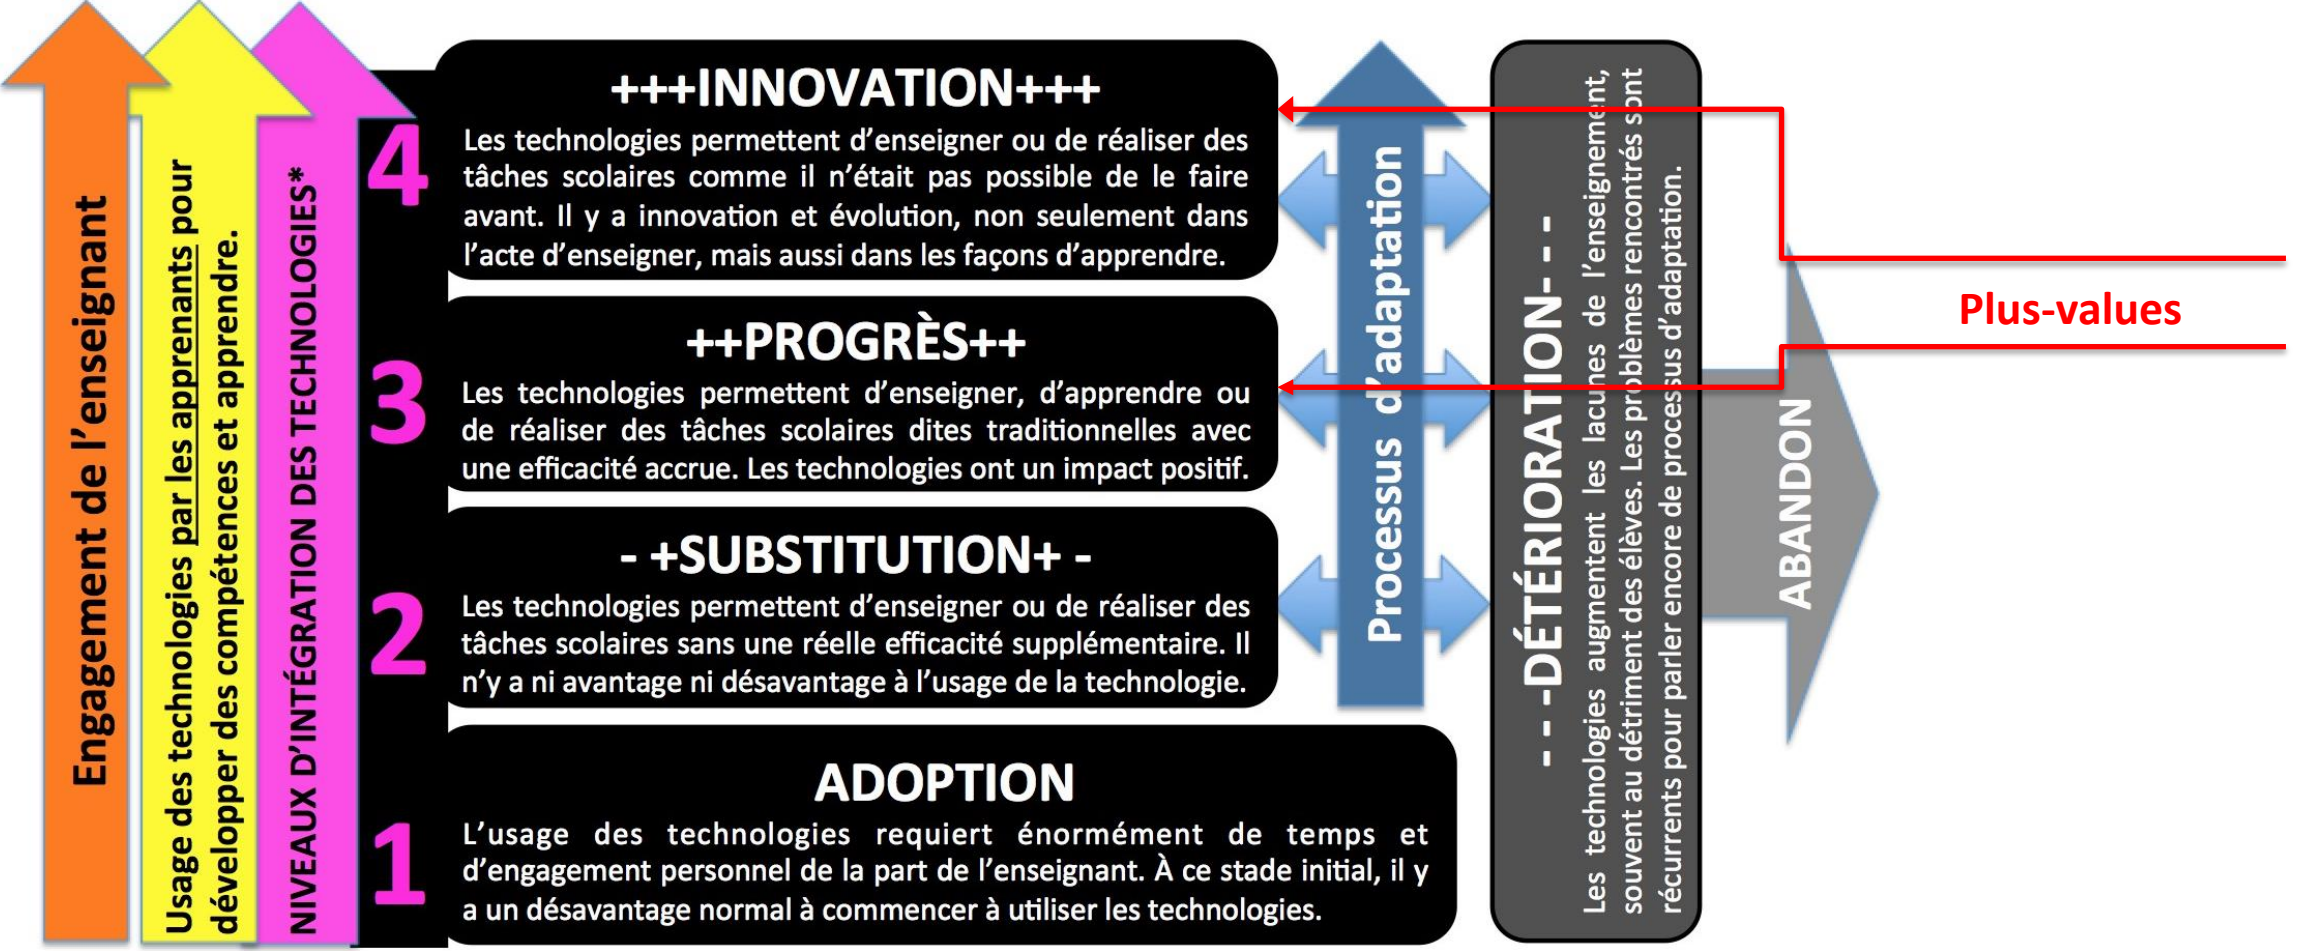 Engagement de l'enseignant
Usage des technologies par les apprenants pour
développer des compétences et apprendre.
NIVEAUX D'INTÉGRATION DES TECHNOLOGIES*
4
+++INNOVATION+++
Les technologies permettent d'enseigner ou de réaliser des
tâches scolaires comme il n'était pas possible de le faire
avant. Il y a innovation et évolution, non seulement dans
l'acte d'enseigner, mais aussi dans les façons d'apprendre.
3
++PROGRÈS++
Les technologies permettent d'enseigner, d'apprendre ou
de réaliser des tâches scolaires dites traditionnelles avec
une efficacité accrue. Les technologies ont un impact positif.
2
- +SUBSTITUTION+ -
Les technologies permettent d'enseigner ou de réaliser des
tâches scolaires sans une réelle efficacité supplémentaire. Il
n'y a ni avantage ni désavantage à l'usage de la technologie.
1
ADOPTION
L'usage des technologies requiert énormément de temps et
d'engagement personnel de la part de l'enseignant. À ce stade initial, il y
a un désavantage normal à commencer à utiliser les technologies.
Processus d'adaptation
- - -DÉTÉRIORATION- - -
Les technologies augmentent les lacunes de l'enseignement,
souvent au détriment des élèves. Les problèmes rencontrés sont
récurrents pour parler encore de processus d'adaptation.
ABANDON
Plus-values